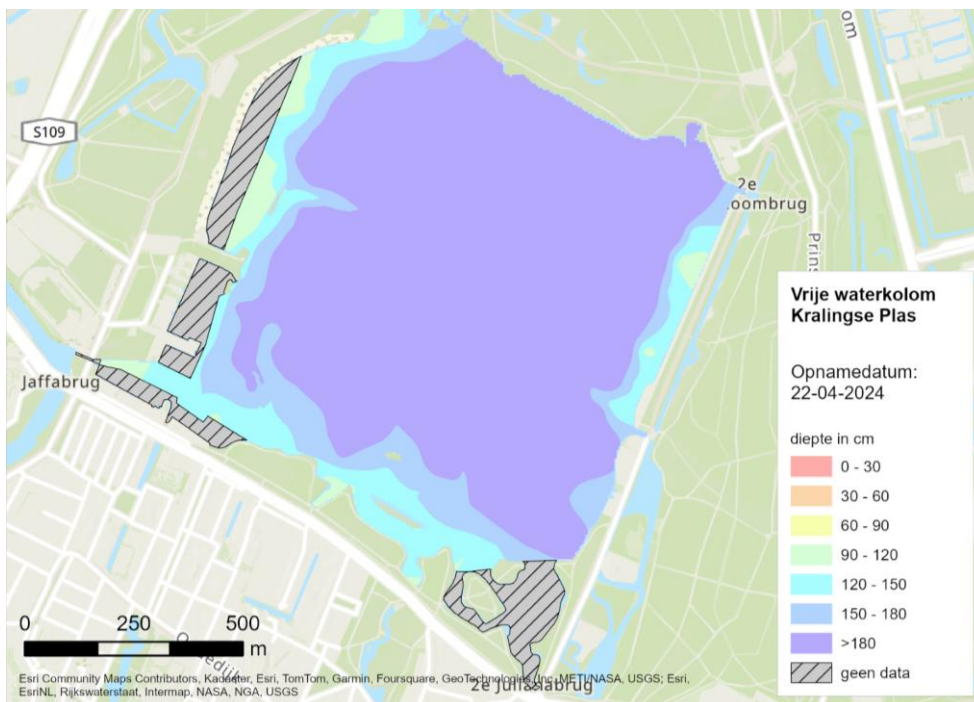 om
S109
2e
oombrug
Prins
Jaffabrug
Vrije waterkolom
Kralingse Plas
Opnamedatum:
22-04-2024
diepte in cm
0 - 30
30 - 60
60 - 90
90 - 120
120 - 150
150 - 180
>180
geen data
0 250 500
m
Esri Community Maps Contributors, Kadaster, Esri, TomTom, Garmin, Foursquare, GeoTechnologies, Inc, METI/NASA, USGS; Esri,
EsriNL, Rijkswaterstaat, Intermap, NASA, NGA, USGS
2e Julianabrug